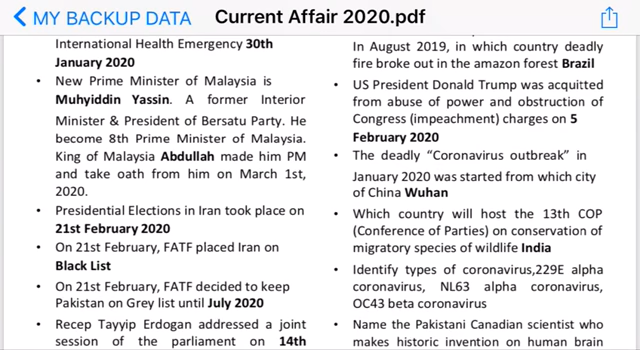 MY BACKUP DATA
Current Affair 2020.pdf
International Health Emergency 30th
January 2020
• New Prime Minister of Malaysia is
Muhyiddin Yassin. A former Interior
Minister & President of Bersatu Party. He
become 8th Prime Minister of Malaysia.
King of Malaysia Abdullah made him PM
and take oath from him on March 1st,
2020.
• Presidential Elections in Iran took place on
21st February 2020
• On 21st February, FATF placed Iran on
Black List
• On 21st February, FATF decided to keep
Pakistan on Grey list until July 2020
• Recep Tayyip Erdogan addressed a joint
session of the parliament on 14th
In August 2019, in which country deadly
fire broke out in the amazon forest Brazil
• US President Donald Trump was acquitted
from abuse of power and obstruction of
Congress (impeachment) charges on 5
February 2020
• The deadly “Coronavirus outbreak” in
January 2020 was started from which city
of China Wuhan
• Which country will host the 13th COP
(Conference of Parties) on conservation of
migratory species of wildlife India
• Identify types of coronavirus,229E alpha
coronavirus, NL63 alpha coronavirus,
OC43 beta coronavirus
• Name the Pakistani Canadian scientist who
makes historic invention on human brain